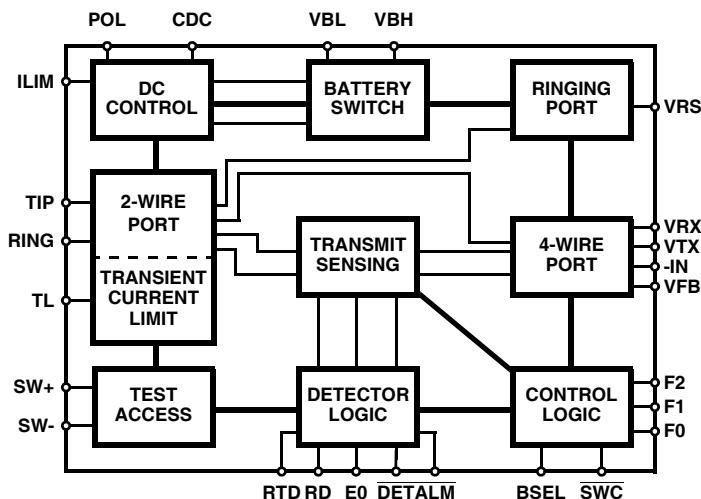 POL CDC VBL VBH
ILIM
DC
CONTROL
BATTERY
SWITCH
RINGING
PORT
VRS
TIP
RING
TL
2-WIRE
PORT
TRANSIENT
CURRENT
LIMIT
TRANSMIT
SENSING
4-WIRE
PORT
VRX
VTX
-IN
VFB
SW+
SW-
TEST
ACCESS
DETECTOR
LOGIC
CONTROL
LOGIC
F2
F1
F0
RTD RD E0 DET ALM BSEL SWC